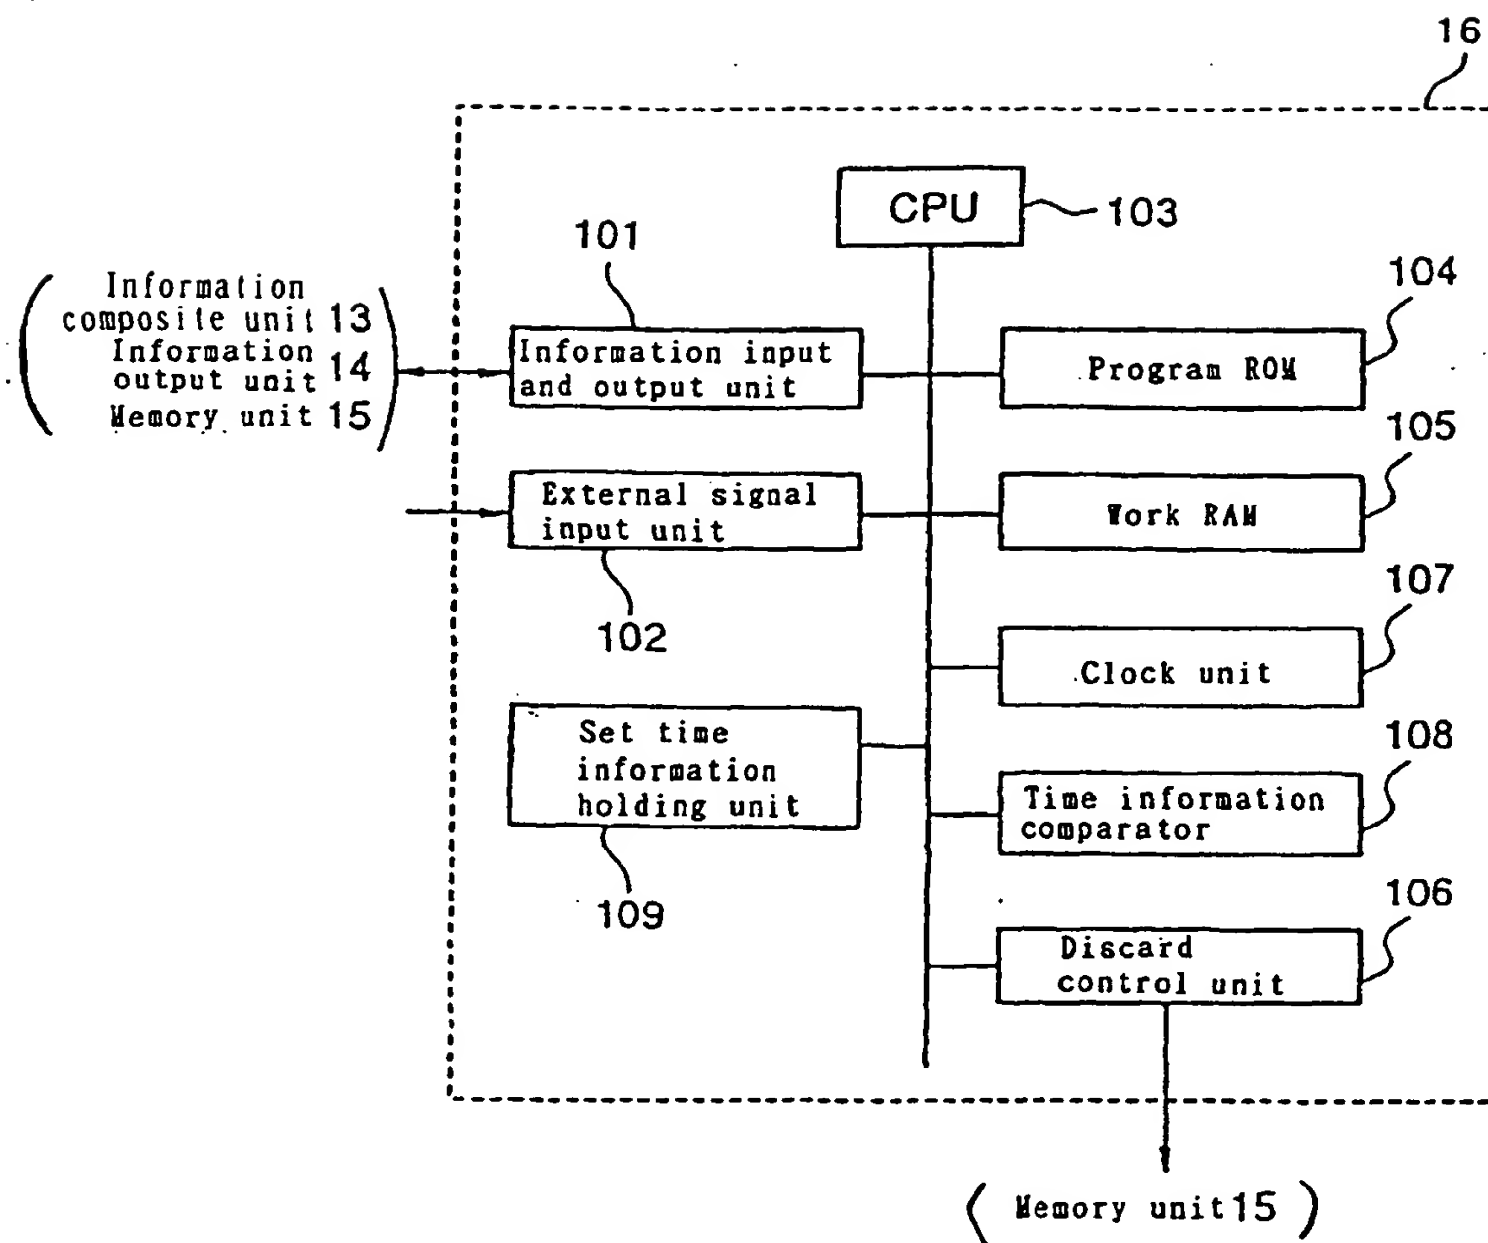 16
CPU
103
101
104
Information
composite unit 13
Information
output unit 14
Memory unit 15
Information input
and output unit
Program ROM
105
External signal
input unit
Work RAM
102
107
Clock unit
Set time
information
holding unit
108
Time information
comparator
109
106
Discard
control unit
Memory unit 15